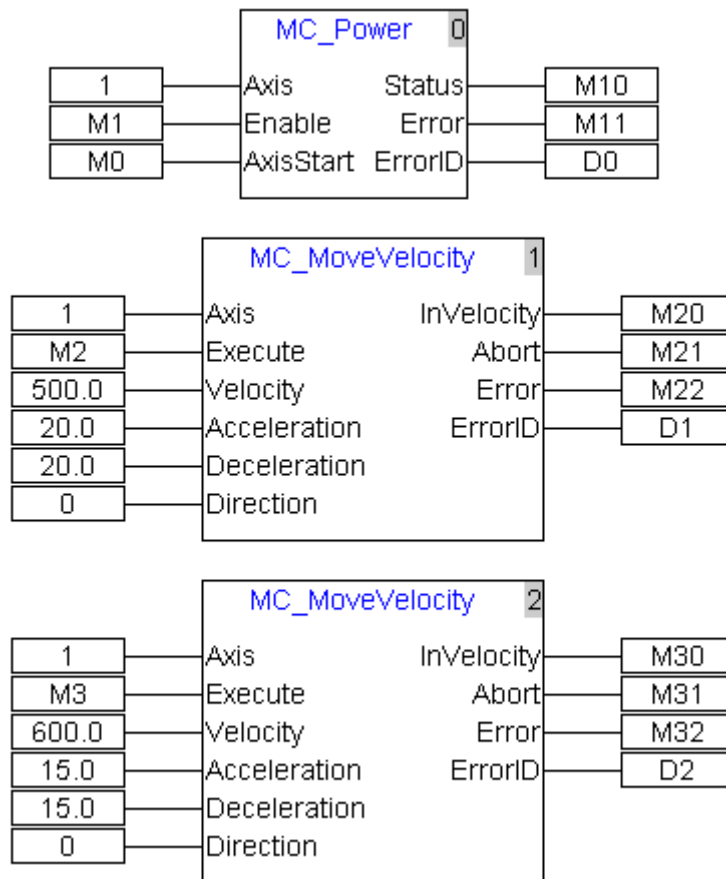 MC_Power 0
1 Axis Status M10
M1 Enable Error M11
M0 AxisStart ErrorID D0
MC_MoveVelocity 1
1 Axis InVelocity M20
M2 Execute Abort M21
500.0 Velocity Error M22
20.0 Acceleration ErrorID D1
20.0 Deceleration
0 Direction
MC_MoveVelocity 2
1 Axis InVelocity M30
M3 Execute Abort M31
600.0 Velocity Error M32
15.0 Acceleration ErrorID D2
15.0 Deceleration
0 Direction